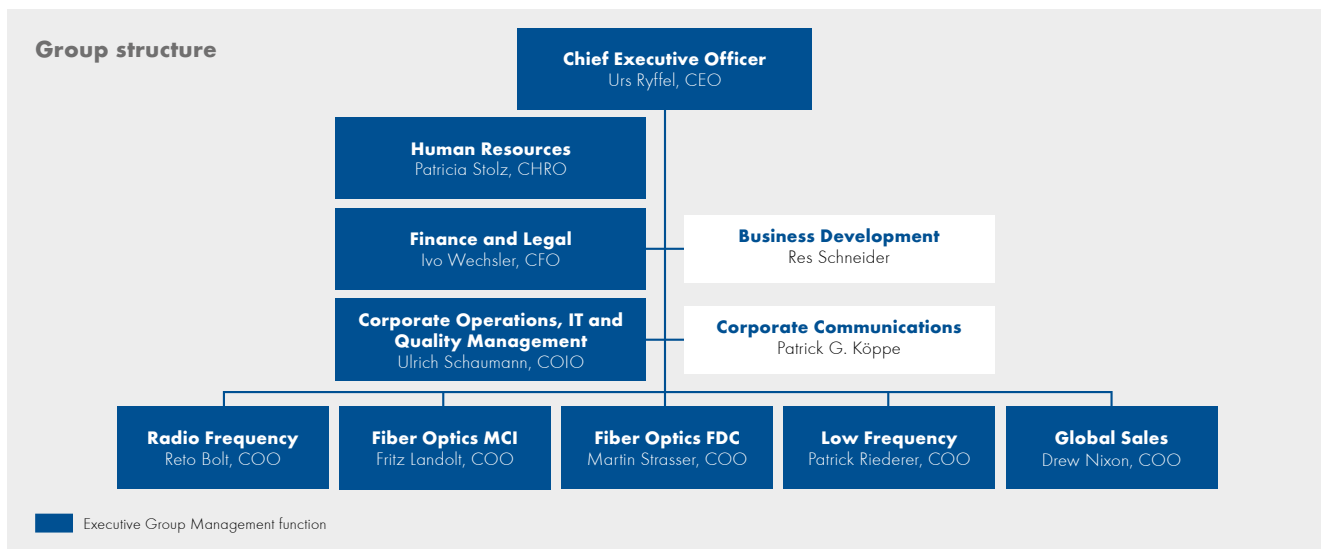 Group structure
Chief Executive Officer
Urs Ryffel, CEO
Human Resources
Patricia Stolz, CHRO
Finance and Legal
Ivo Wechsler, CFO
Business Development
Res Schneider
Corporate Operations, IT and
Quality Management
Ulrich Schaumann, COIO
Corporate Communications
Patrick G. Köppe
Radio Frequency
Reto Bolt, COO
Fiber Optics MCI
Fritz Landolt, COO
Fiber Optics FDC
Martin Strasser, COO
Low Frequency
Patrick Riederer, COO
Global Sales
Drew Nixon, COO
Executive Group Management function